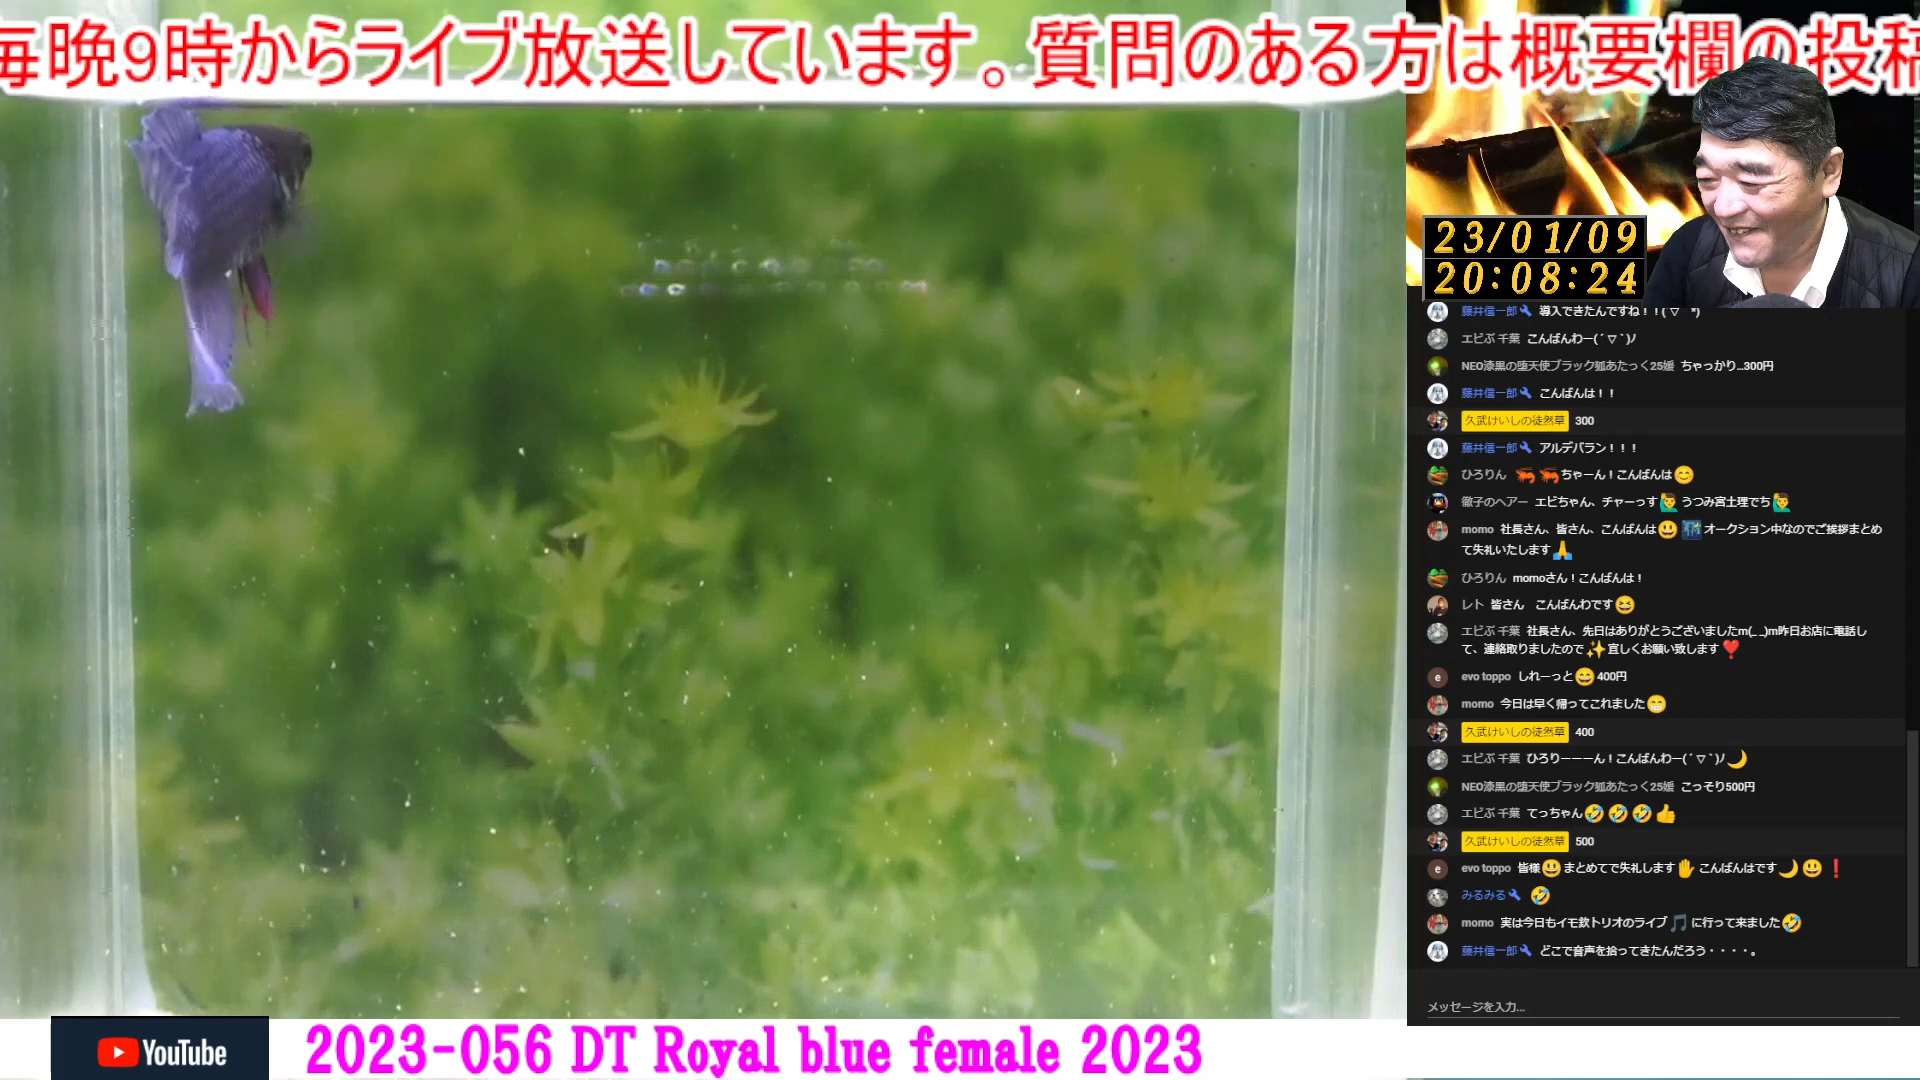 毎晩9時からライブ放送しています。質問のある方は概要欄の投稿
23/01/09
20:08:24
藤井信一郎 導入できたんですね！！(´▽｀*)
エビぶ 千葉 こんばんわー(´▽`)ﾉ
NEO漆黒の堕天使ブラック狐あたっく25媛 ちゃっかり...300円
藤井信一郎 こんばんは！！
久武けいしの徒然草 300
藤井信一郎 アルデバラン！！！
ひろりん 🦐🦐ちゃーん！こんばんは😊
徹子のヘアー エビちゃん、チャーっす🙋‍♂️うつみ宮土理でち🙋‍♂️
momo 社長さん、皆さん、こんばんは😃🌃オークション中なのでご挨拶まとめ
て失礼いたします🙏
ひろりん momoさん！こんばんは！
レト 皆さん　こんばんわです😆
エビぶ 千葉 社長さん、先日はありがとうございましたm(_ _)m昨日お店に電話し
て、連絡取りましたので✨宜しくお願い致します❣️
evo toppo しれーっと😄400円
momo 今日は早く帰ってこれました😁
久武けいしの徒然草 400
エビぶ 千葉 ひろりーーーん！こんばんわー(´▽`)ﾉ🌙
NEO漆黒の堕天使ブラック狐あたっく25媛 こっそり500円
エビぶ 千葉 てっちゃん🤣🤣🤣👍
久武けいしの徒然草 500
evo toppo 皆様😃まとめてで失礼します✋こんばんはです🌙😃❗
みるみる 🤣
momo 実は今日もイモ欽トリオのライブ🎵に行って来ました🤣
藤井信一郎 どこで音声を拾ってきたんだろう・・・・。
メッセージを入力...
YouTube
2023-056 DT Royal blue female 2023